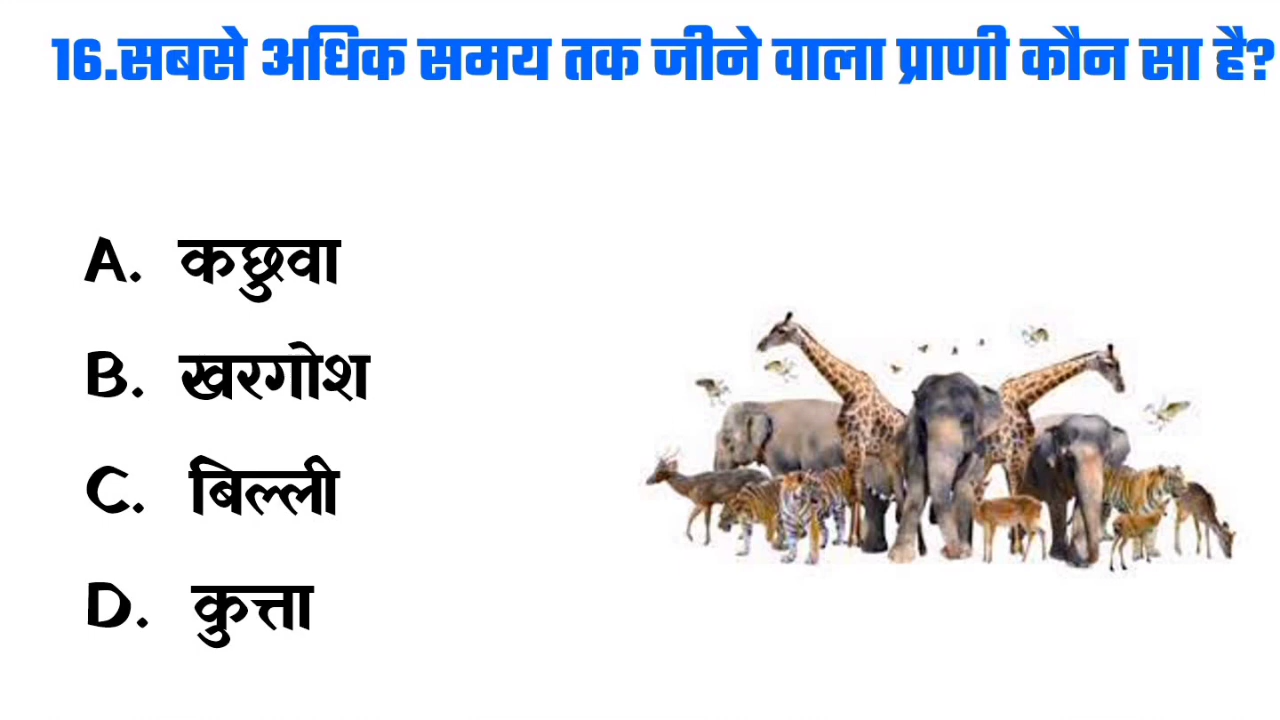 16.सबसे अधिक समय तक जीने वाला प्राणी कौन सा है?
A. कछुवा
B. खरगोश
C. बिल्ली
D. कुत्ता